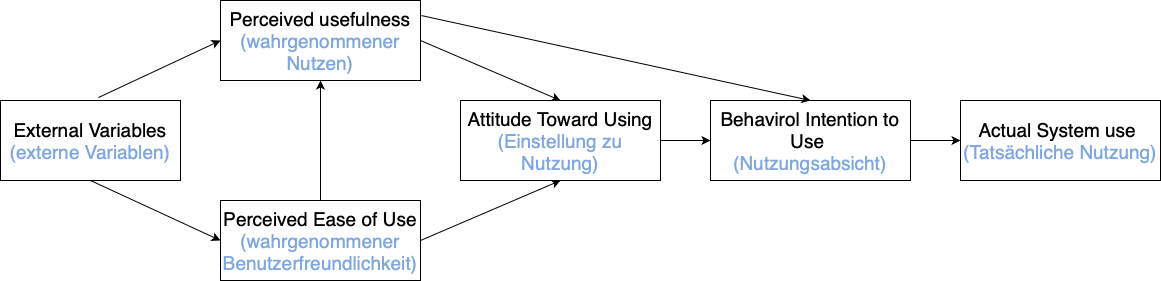 Perceived usefulness
(wahrgenommener
Nutzen)
External Variables
(externe Variablen)
Attitude Toward Using
(Einstellung zu
Nutzung)
Behavirol Intention to
Use
(Nutzungsabsicht)
Actual System use
(Tatsächliche Nutzung)
Perceived Ease of Use
(wahrgenommener
Benutzerfreundlichkeit)